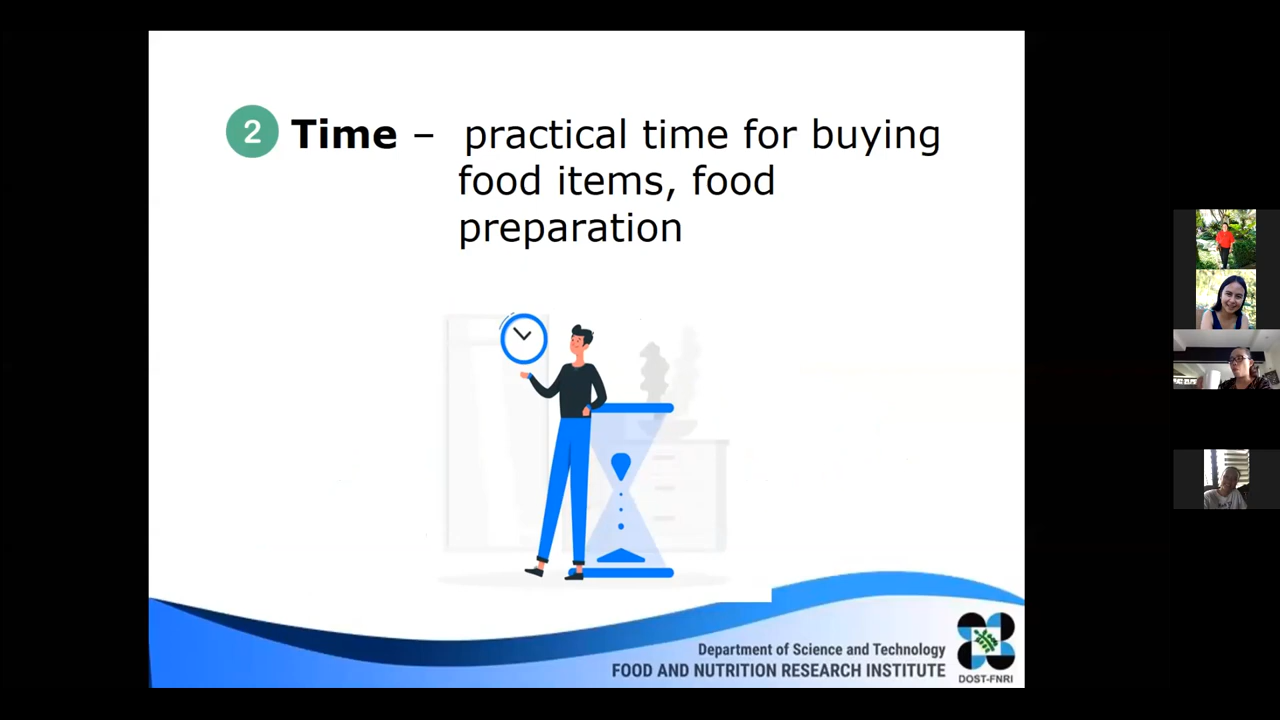 2 Time – practical time for buying
food items, food
preparation
Department of Science and Technology
FOOD AND NUTRITION RESEARCH INSTITUTE
DOST-FNRI